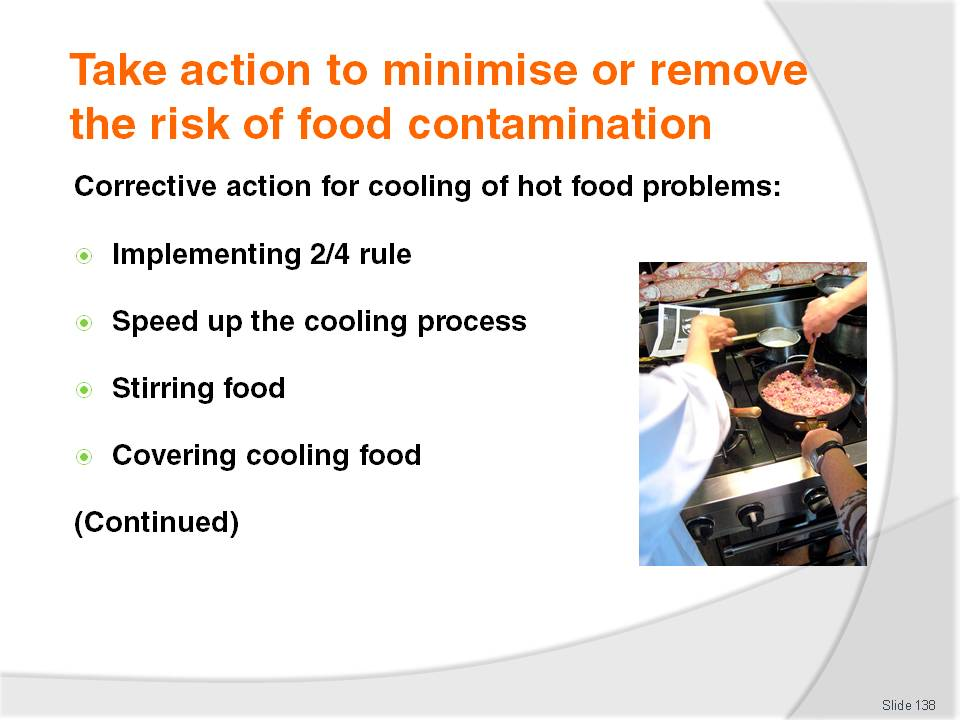 Take action to minimise or remove
the risk of food contamination
Corrective action for cooling of hot food problems:
Implementing 2/4 rule
Speed up the cooling process
Stirring food
Covering cooling food
(Continued)
Slide 138